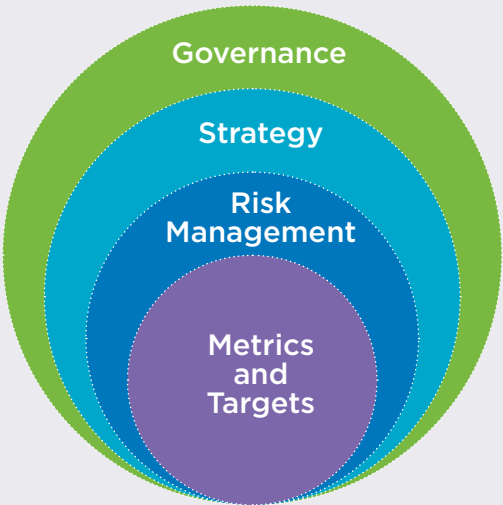 Governance
Strategy
Risk
Management
Metrics
and
Targets